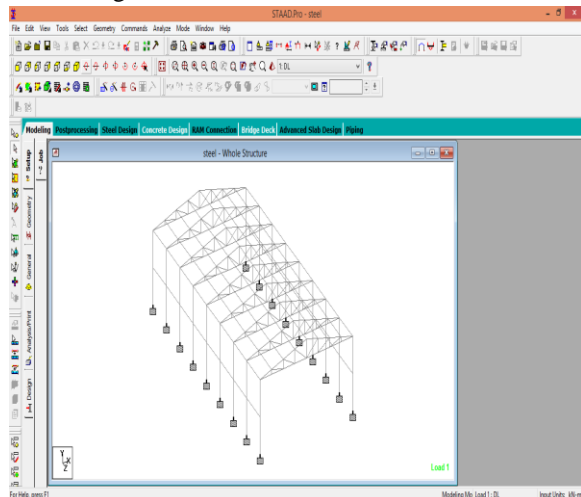 STAAD.Pro - steel
File Edit View Tools Select Geometry Commands Analyze Mode Window Help
1: DL
Modeling Postprocessing Steel Design Concrete Design RAM Connection Bridge Deck Advanced Slab Design Piping
Setup
Job
Geometry
General
Analysis/Print
Design
steel - Whole Structure
Y
X
Z
Load 1
For Help, press F1
Modeling Mo Load 1 : DL
Input Units: kN-m